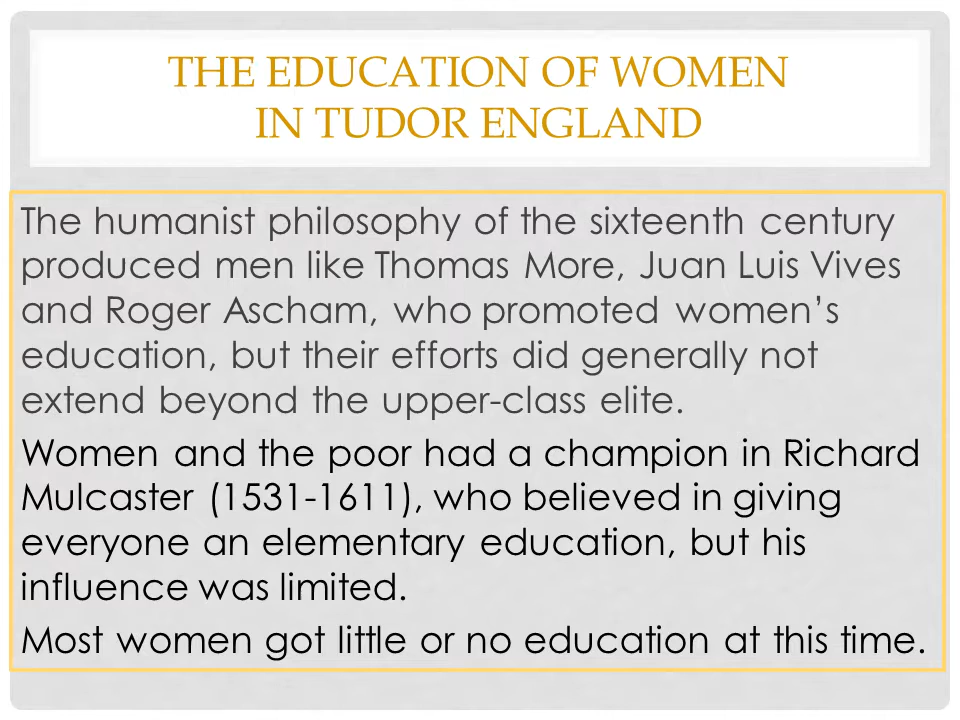 THE EDUCATION OF WOMEN
IN TUDOR ENGLAND
The humanist philosophy of the sixteenth century
produced men like Thomas More, Juan Luis Vives
and Roger Ascham, who promoted women’s
education, but their efforts did generally not
extend beyond the upper-class elite.
Women and the poor had a champion in Richard
Mulcaster (1531-1611), who believed in giving
everyone an elementary education, but his
influence was limited.
Most women got little or no education at this time.